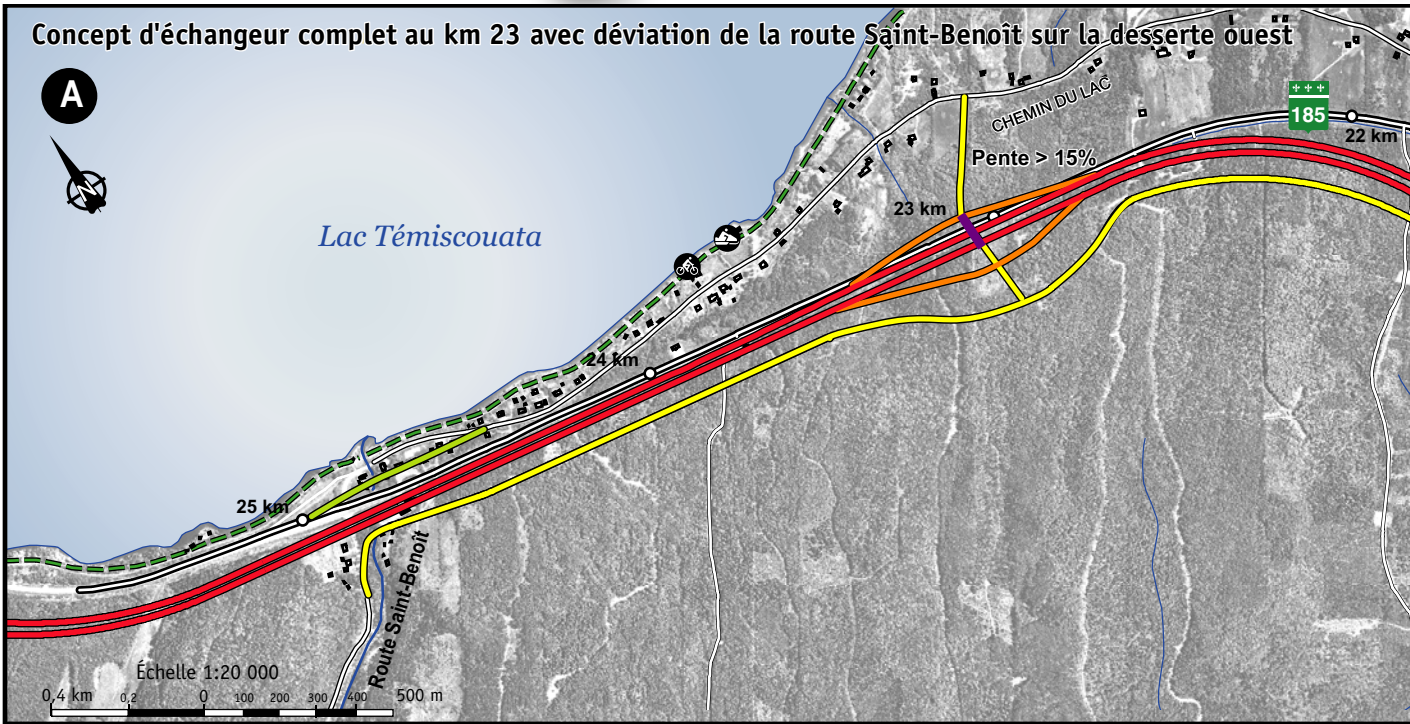 Concept d'échangeur complet au km 23 avec déviation de la route Saint-Benoît sur la desserte ouest
A
N
Lac Témiscouata
CHEMIN DU LAC
185
22 km
Pente > 15%
23 km
24 km
25 km
Route Saint-Benoît
Échelle 1:20 000
0,4 km 0,2 0 100 200 300 400 500 m